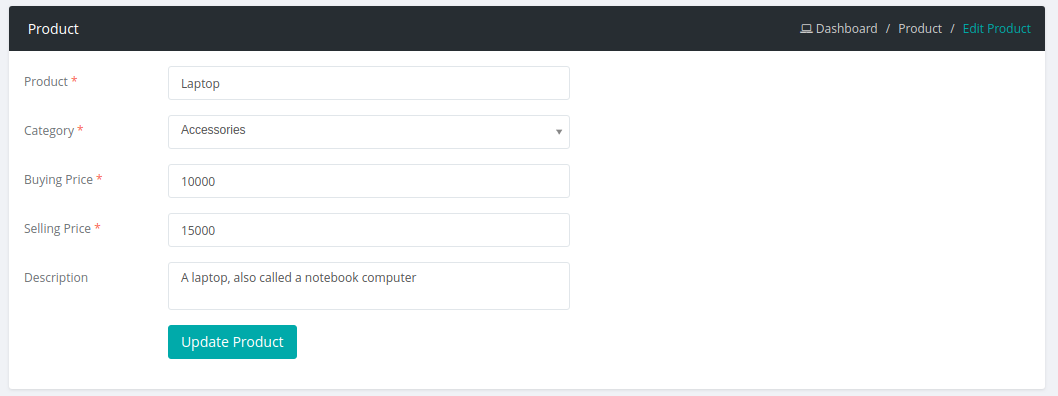 Product
Dashboard / Product / Edit Product
Product *
Laptop
Category *
Accessories
Buying Price *
10000
Selling Price *
15000
Description
A laptop, also called a notebook computer
Update Product